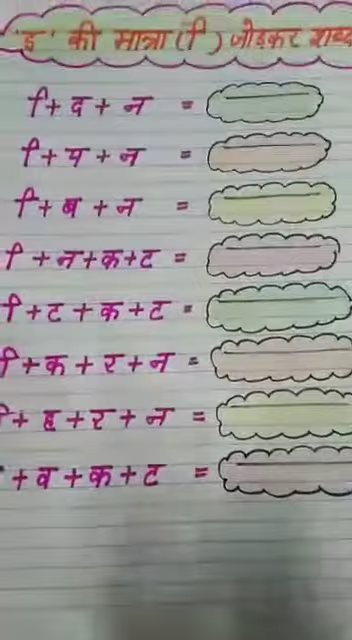 'इ' की मात्रा (ि) जोड़कर शब्द
ि + द + न =
ि + प + न =
ि + ब + न =
ि + न + क + ट =
ि + ट + क + ट =
ि + क + र + न =
ि + ह + र + न =
+ व + क + ट =